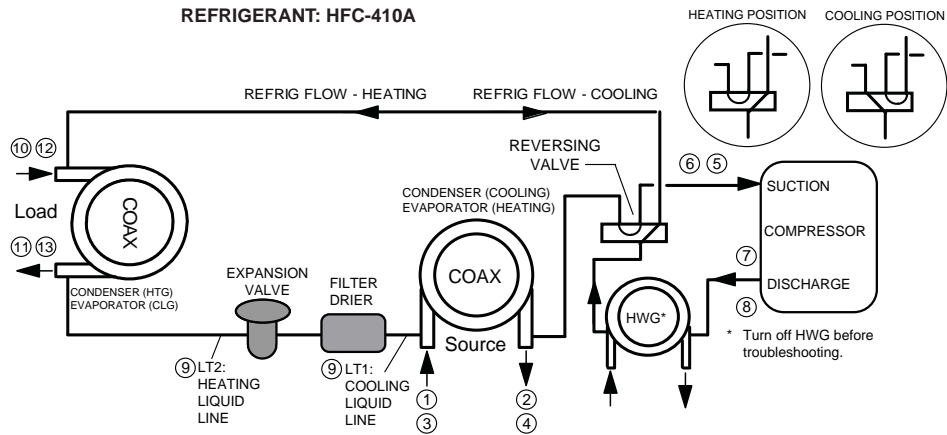 REFRIGERANT: HFC-410A
HEATING POSITION
COOLING POSITION
REFRIG FLOW - HEATING
REFRIG FLOW - COOLING
REVERSING
VALVE
⑩ ⑫
Load
⑪ ⑬
COAX
CONDENSER (HTG)
EVAPORATOR (CLG)
CONDENSER (COOLING)
EVAPORATOR (HEATING)
COAX
Source
⑥ ⑤
SUCTION
COMPRESSOR
⑦
DISCHARGE
⑧
EXPANSION
VALVE
FILTER
DRIER
HWG*
* Turn off HWG before
troubleshooting.
⑨ LT2:
HEATING
LIQUID
LINE
⑨ LT1:
COOLING
LIQUID
LINE
①
③
②
④